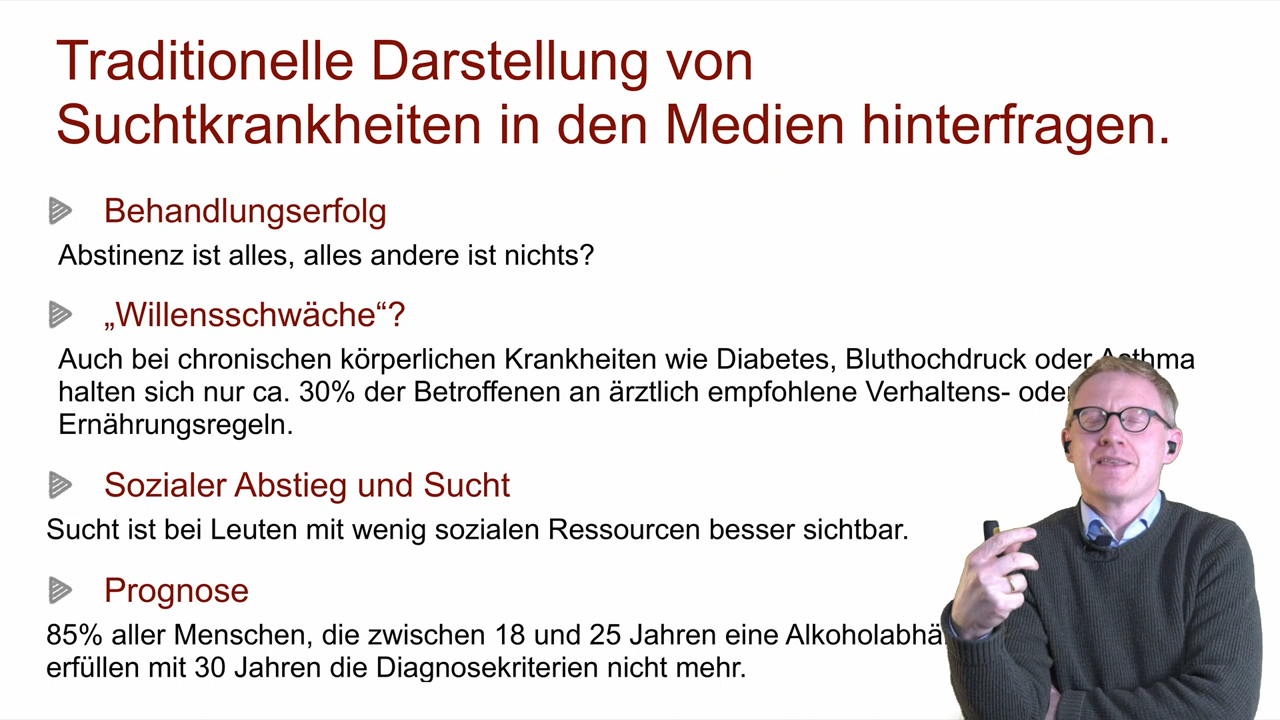 Traditionelle Darstellung von
Suchtkrankheiten in den Medien hinterfragen.
Behandlungserfolg
Abstinenz ist alles, alles andere ist nichts?
„Willensschwäche“?
Auch bei chronischen körperlichen Krankheiten wie Diabetes, Bluthochdruck oder Asthma
halten sich nur ca. 30% der Betroffenen an ärztlich empfohlene Verhaltens- oder
Ernährungsregeln.
Sozialer Abstieg und Sucht
Sucht ist bei Leuten mit wenig sozialen Ressourcen besser sichtbar.
Prognose
85% aller Menschen, die zwischen 18 und 25 Jahren eine
erfüllen mit 30 Jahren die Diagnosekriterien nicht mehr.